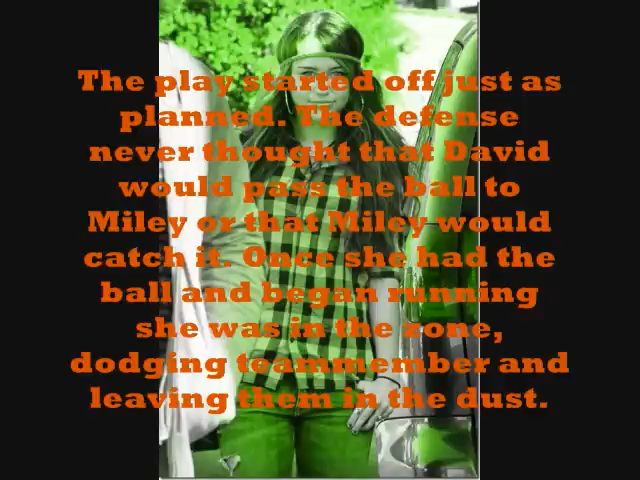 The play started off just as
planned. The defense
never thought that David
would pass the ball to
Miley or that Miley would
catch it. Once she had the
ball and began running
she was in the zone,
dodging teammember and
leaving them in the dust.